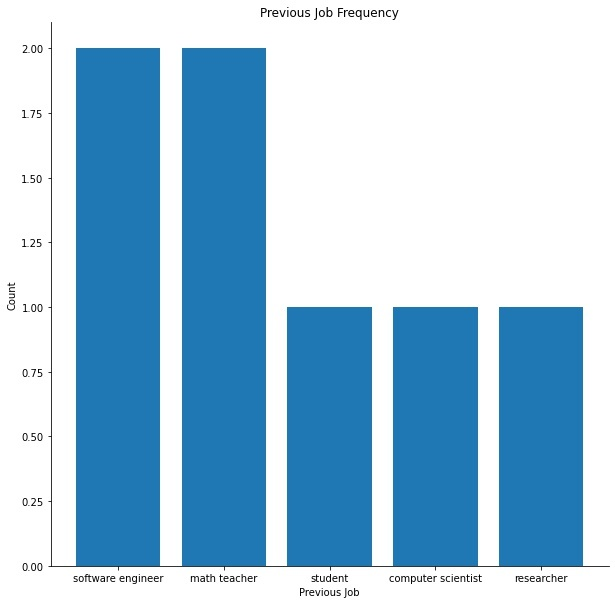 Previous Job Frequency
Count
2.00
1.75
1.50
1.25
1.00
0.75
0.50
0.25
0.00
software engineer
math teacher
student
computer scientist
researcher
Previous Job